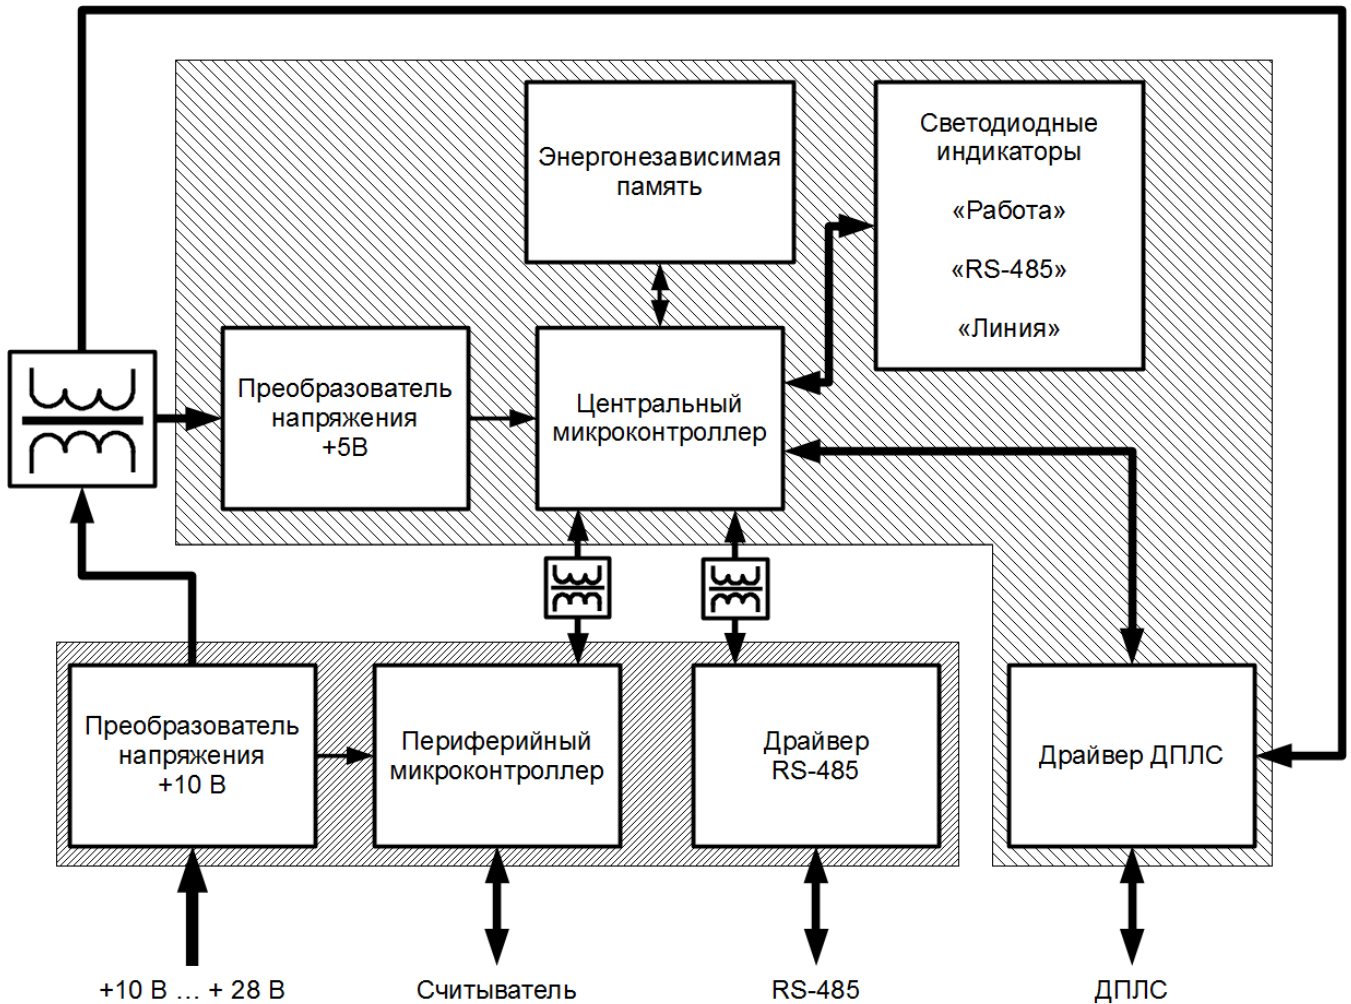 Энергонезависимая
память
Светодиодные
индикаторы
«Работа»
«RS-485»
«Линия»
Преобразователь
напряжения
+5В
Центральный
микроконтроллер
Преобразователь
напряжения
+10 В
Периферийный
микроконтроллер
Драйвер
RS-485
Драйвер ДПЛС
+10 В ... + 28 В
Считыватель
RS-485
ДПЛС